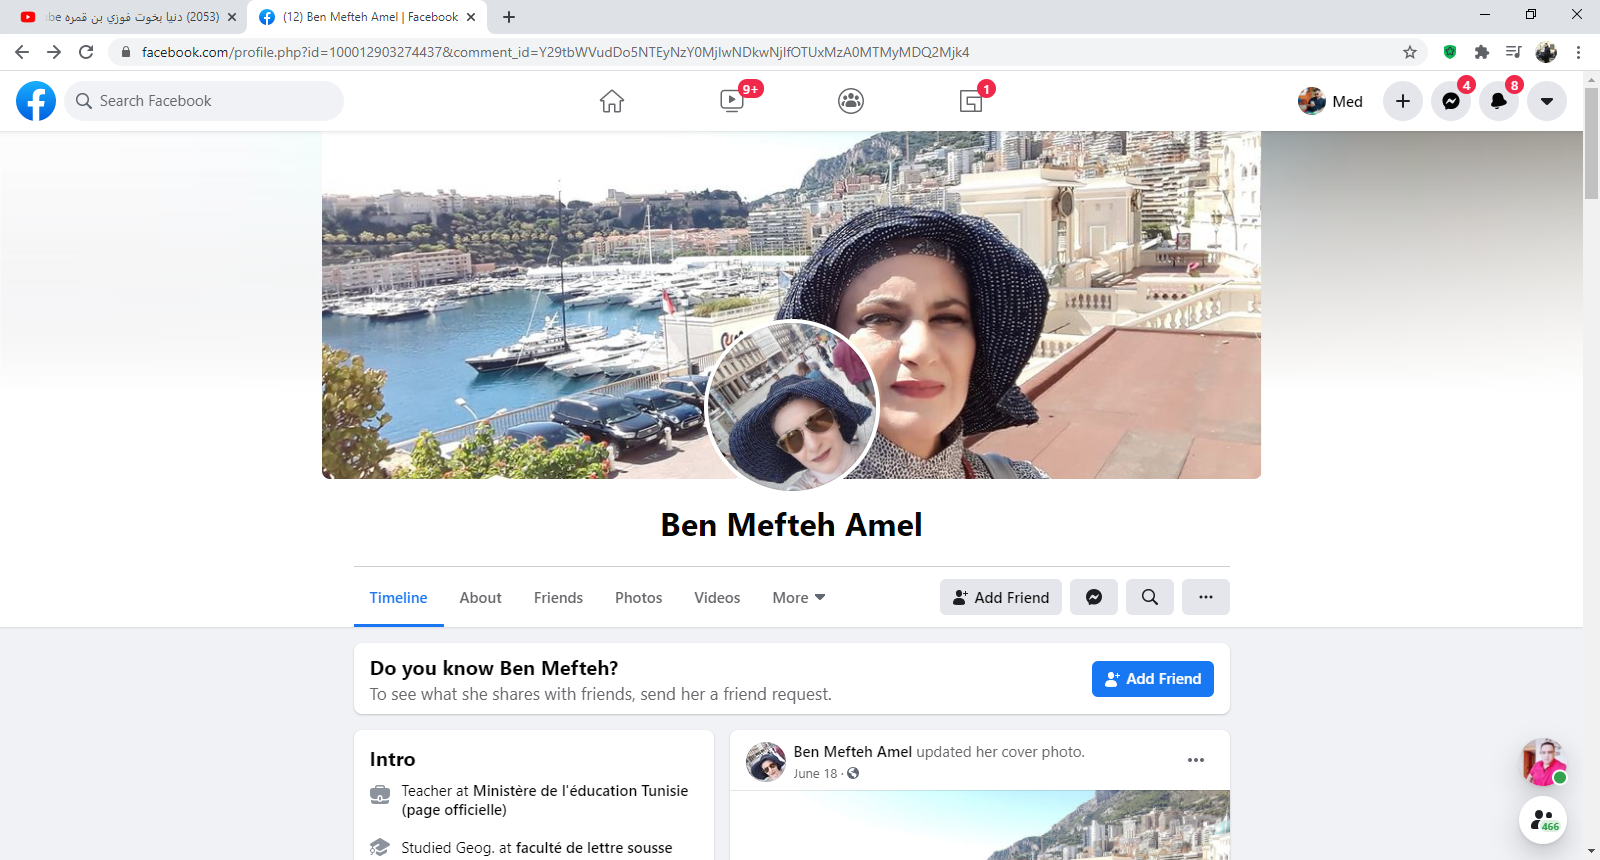 (2053) دنيا بخوت فوزي بن قمره
(12) Ben Mefteh Amel | Facebook
facebook.com/profile.php?id=100012903274437&comment_id=Y29tbWVudDo5NTEyNzY0MjIwNDkwNjlfOTUxMzA0MTMyMDQ2Mjk4
Search Facebook
9+
1
Med
4
8
Ben Mefteh Amel
Timeline About Friends Photos Videos More Add Friend
Do you know Ben Mefteh?
To see what she shares with friends, send her a friend request.
Add Friend
Intro
Teacher at Ministère de l'éducation Tunisie
(page officielle)
Studied Geog. at faculté de lettre sousse
Ben Mefteh Amel updated her cover photo.
June 18
466